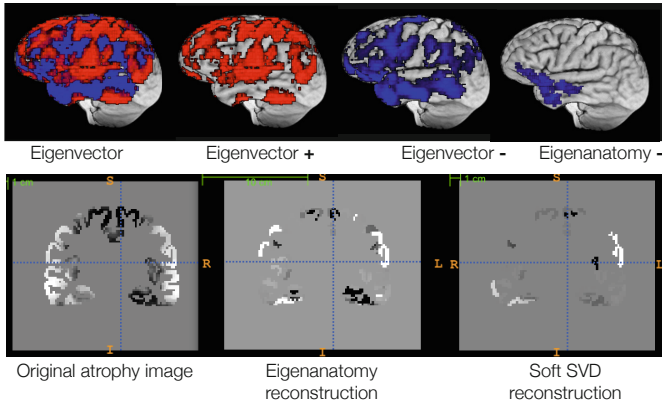 Eigenvector
Eigenvector +
Eigenvector -
Eigenanatomy -
1 cm
S
10 cm
S
1 cm
S
R
L
R
L
I
I
I
Original atrophy image
Eigenanatomy
reconstruction
Soft SVD
reconstruction